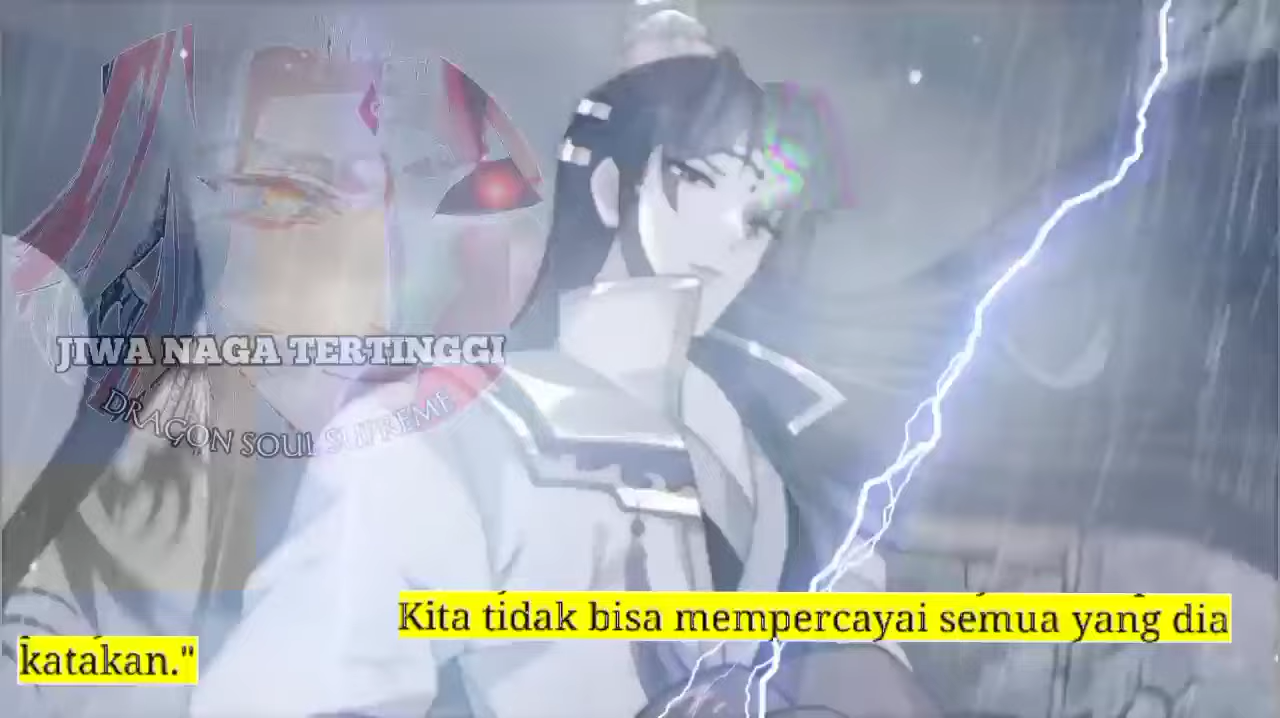 JIWA NAGA TERTINGGI
DRAGON SOUL SUPREME
Kita tidak bisa mempercayai semua yang dia
katakan."